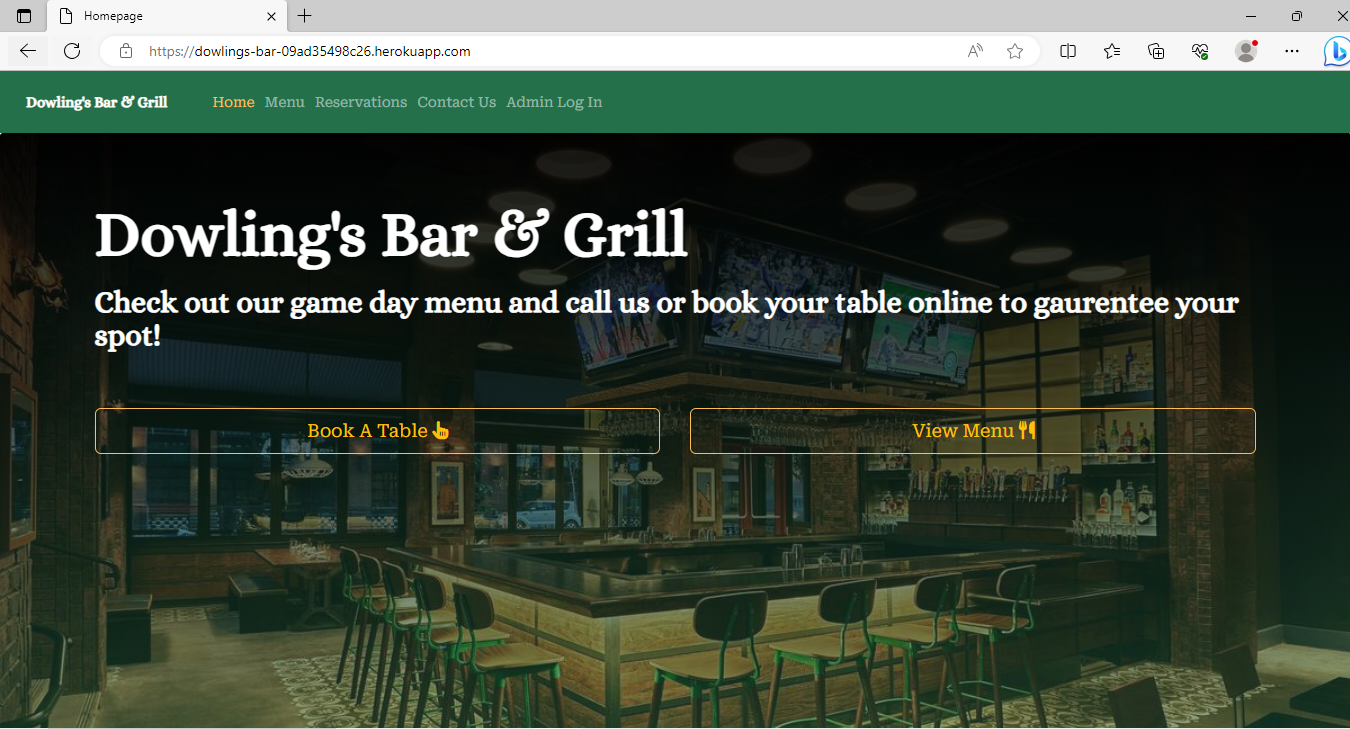 Homepage
https://dowlings-bar-09ad35498c26.herokuapp.com
Dowling's Bar & Grill Home Menu Reservations Contact Us Admin Log In
Dowling's Bar & Grill
Check out our game day menu and call us or book your table online to gaurentee your
spot!
Book A Table View Menu